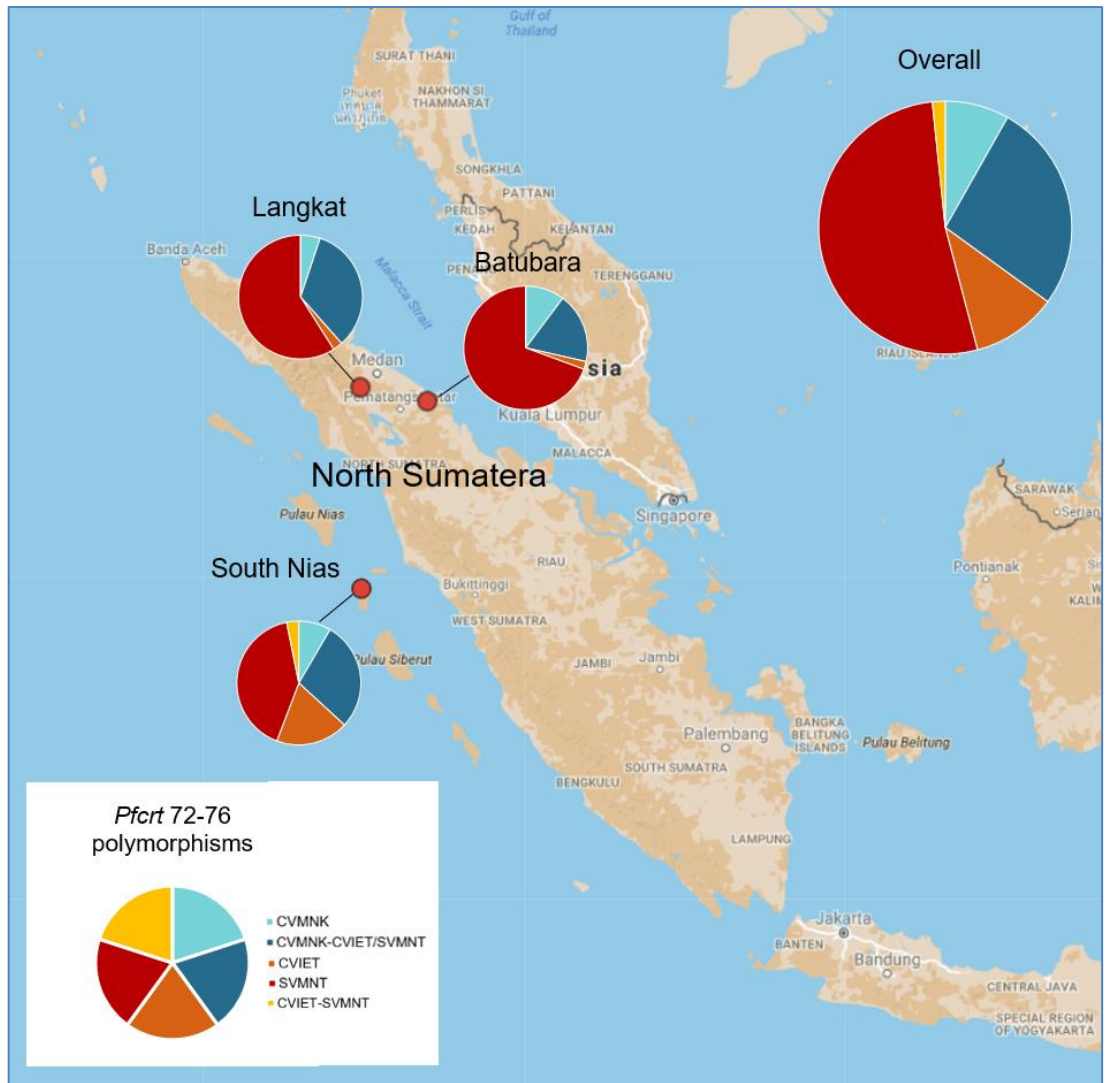 Gulf of
Thailand
SURAT THANI
Overall
Phuket
NAKHON SI
THAMMARAT
SONGKHLA
PATTANI
Langkat
PERLIS
KEDAH
KELANTAN
Banda Aceh
Malacca Strait
Batubara
TERENGGANU
RIAU ISLANDS
Medan
sia
Kuala Lumpur
MALACCA
NORTH SUMATRA
North Sumatera
SARAWAK
Serian
Singapore
Pulau Nias
RIAU
South Nias
Pontianak
Bukittinggi
WEST SUMATRA
Pulau Siberut
JAMBI
Jambi
BANGKA
BELITUNG
ISLANDS
Pulau Belitung
Palembang
SOUTH SUMATRA
BENGKULU
Pfcrt 72-76
polymorphisms
LAMPUNG
CVMNK
CVMNK-CVIET/SVMNT
CVIET
SVMNT
CVIET-SVMNT
Jakarta
BANTEN
Bandung
CENTRAL JAVA
SPECIAL REGION
OF YOGYAKARTA